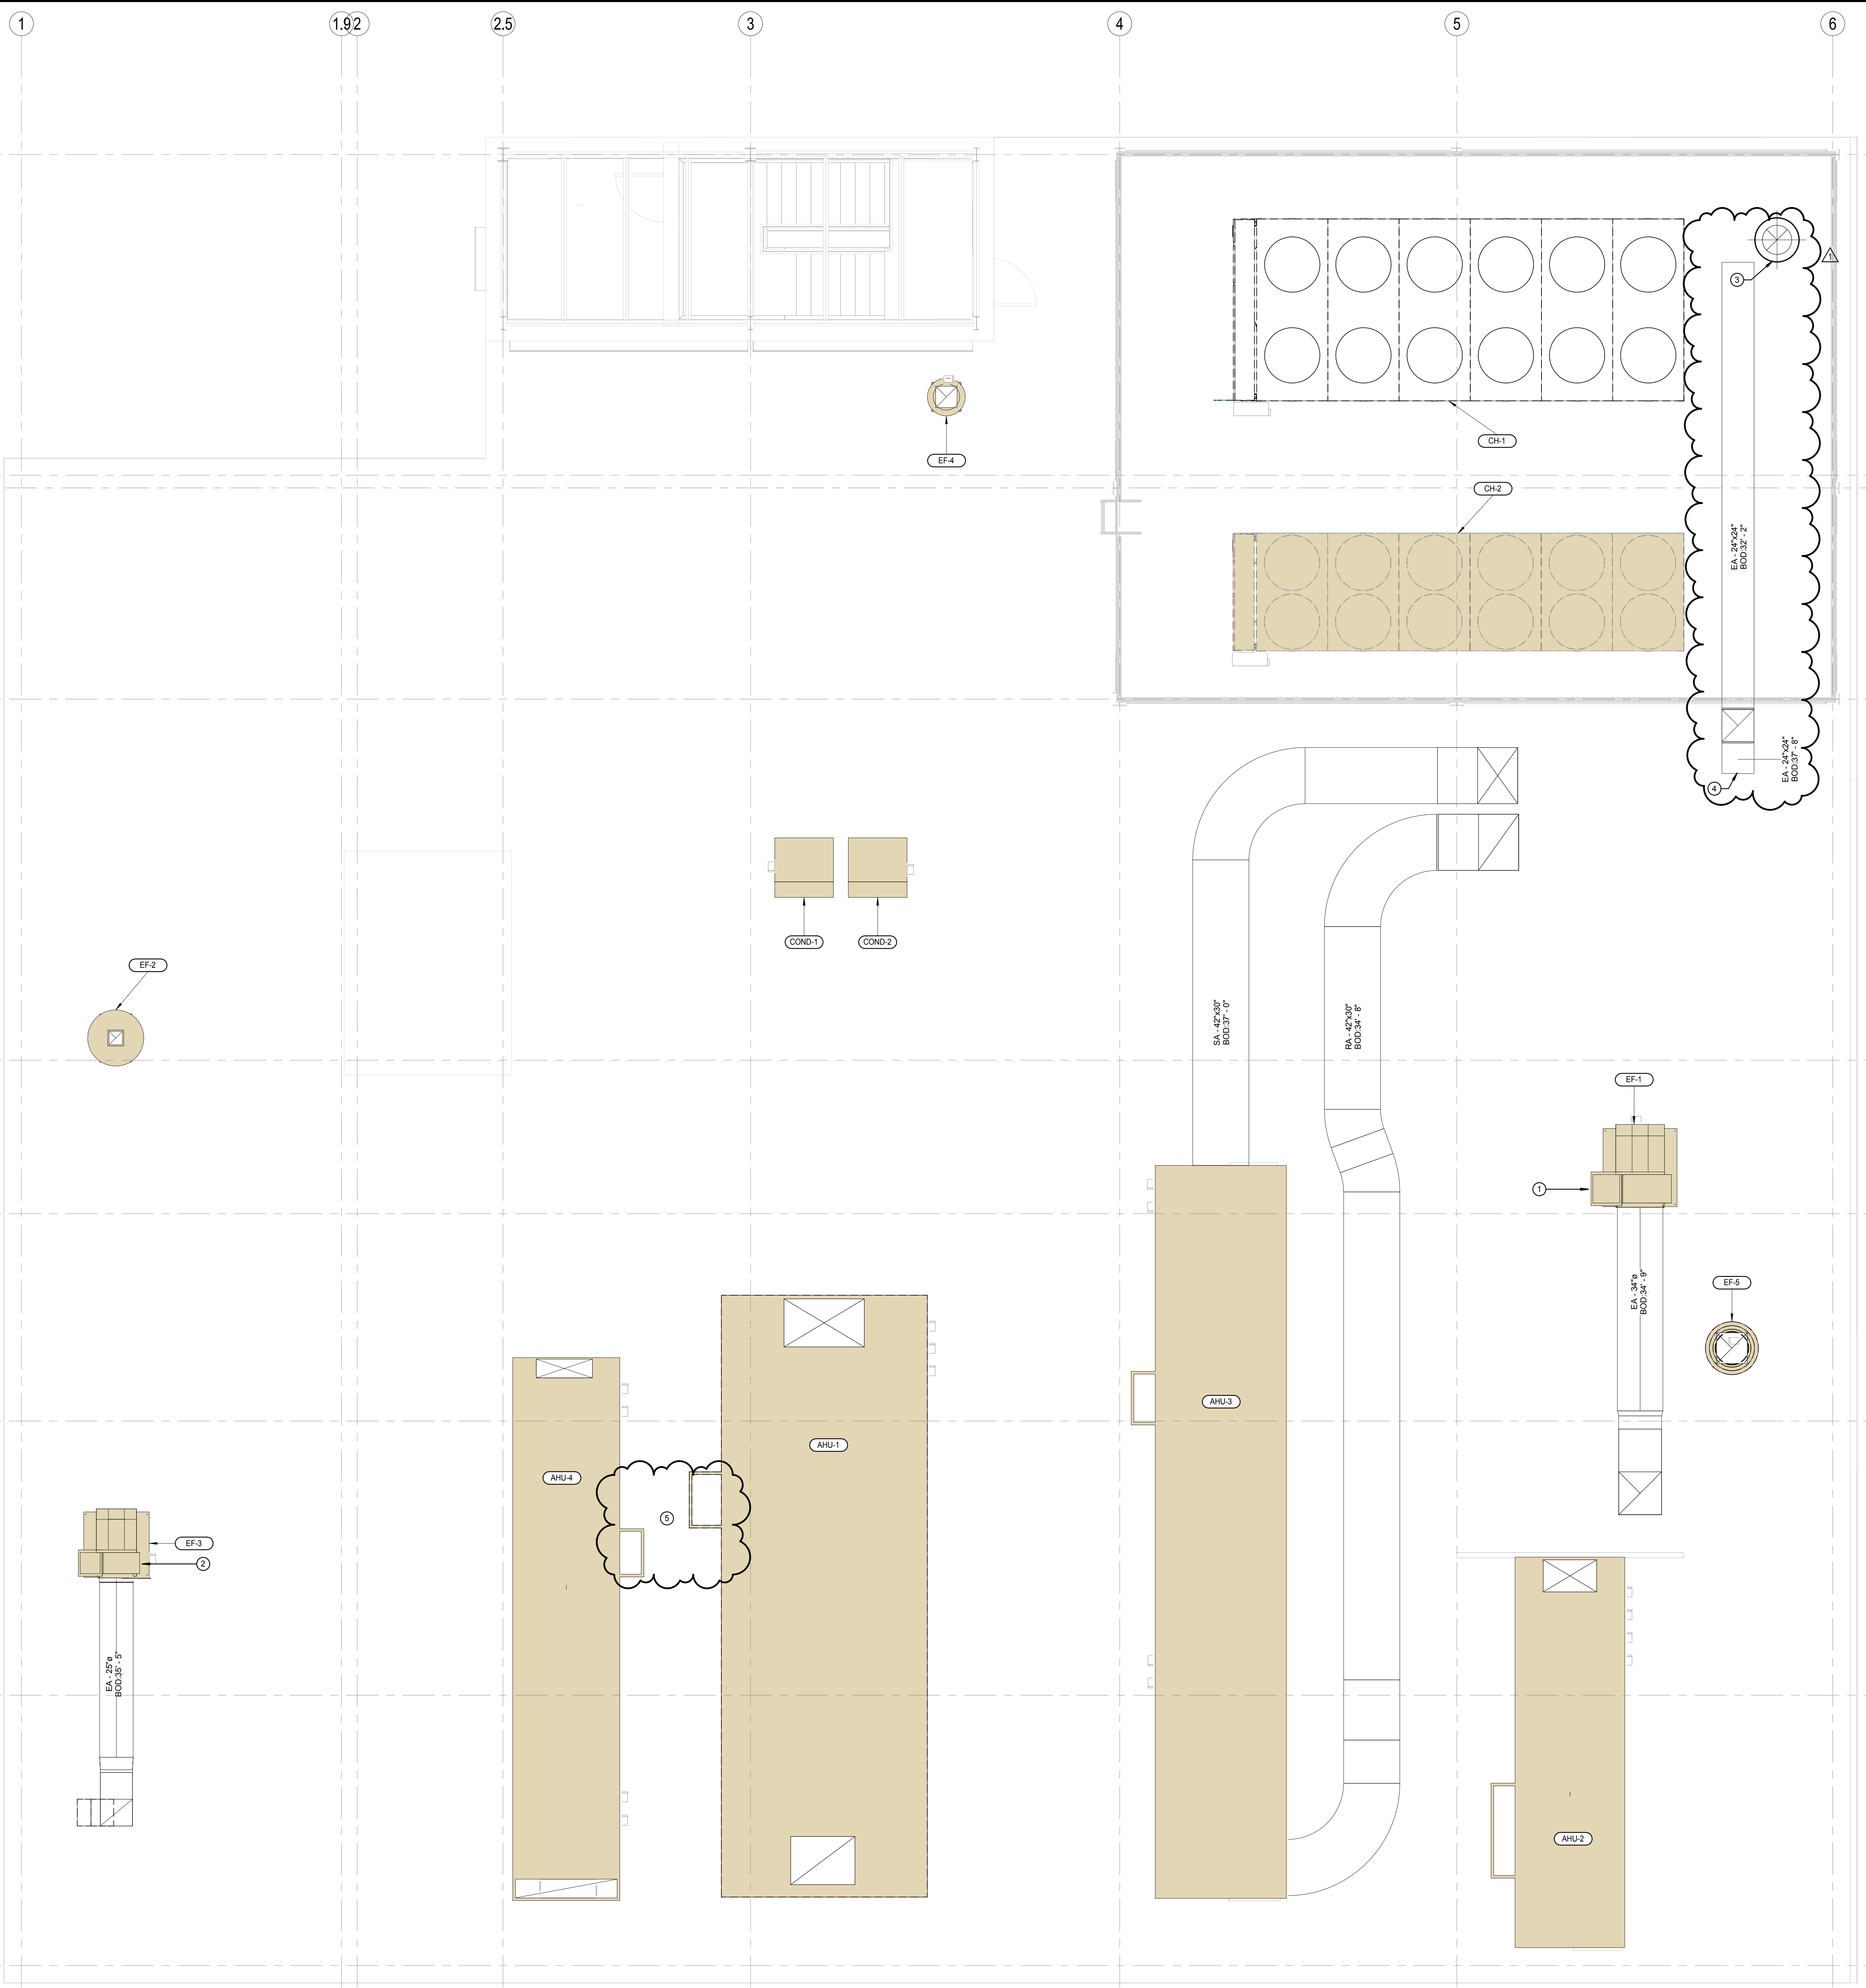 1
1.9
2
2.5
3
4
5
6
1
3
EF-4
CH-1
CH-2
EA - 24"x24"
BOD:32' - 2"
EA - 24"x24"
BOD:37' - 8"
4
COND-1
COND-2
EF-2
SA - 42"x30"
BOD:37' - 0"
RA - 42"x30"
BOD:34' - 8"
EF-1
1
EA - 34"ø
BOD:34' - 9"
EF-5
AHU-3
AHU-1
AHU-4
5
EF-3
2
EA - 25"ø
BOD:35' - 5"
AHU-2